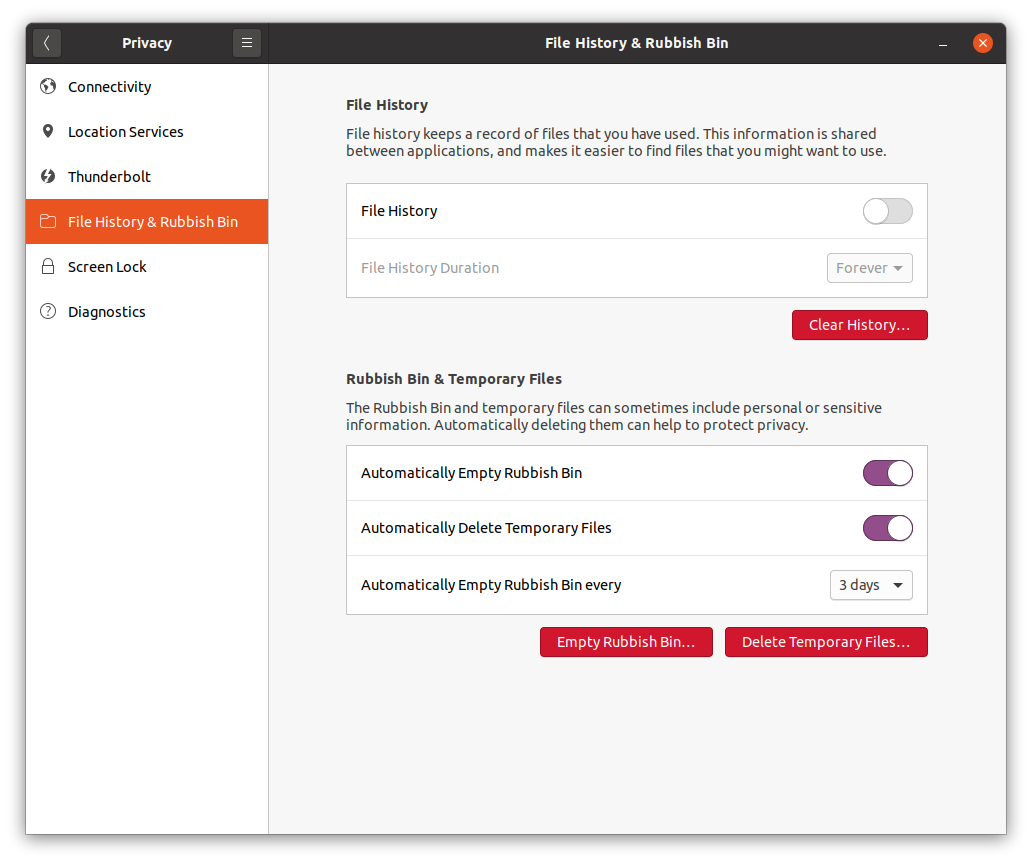 Privacy
File History & Rubbish Bin
Connectivity
Location Services
Thunderbolt
File History & Rubbish Bin
Screen Lock
Diagnostics
File History
File history keeps a record of files that you have used. This information is shared
between applications, and makes it easier to find files that you might want to use.
File History
File History Duration
Forever
Clear History…
Rubbish Bin & Temporary Files
The Rubbish Bin and temporary files can sometimes include personal or sensitive
information. Automatically deleting them can help to protect privacy.
Automatically Empty Rubbish Bin
Automatically Delete Temporary Files
Automatically Empty Rubbish Bin every
3 days
Empty Rubbish Bin…
Delete Temporary Files…